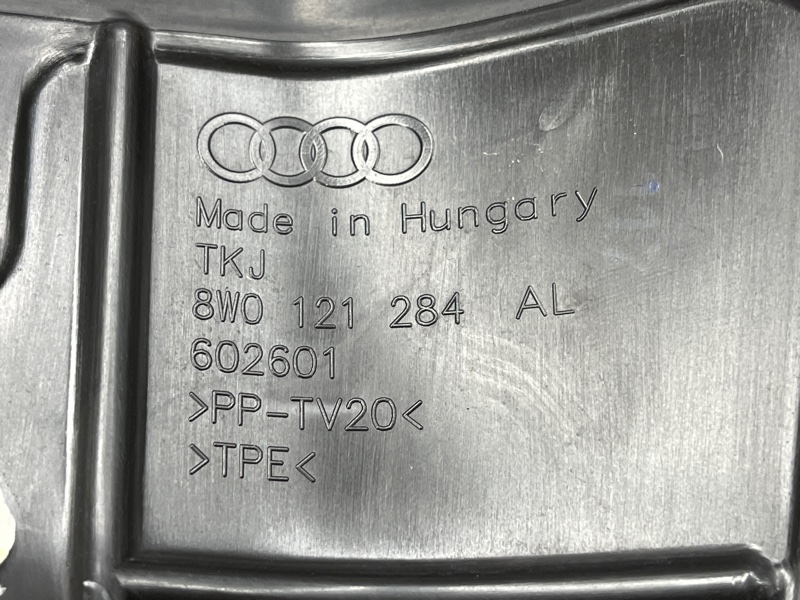 Made in Hungary
TKJ
8W0 121 284 AL
602601
>PP-TV20<
>TPE<